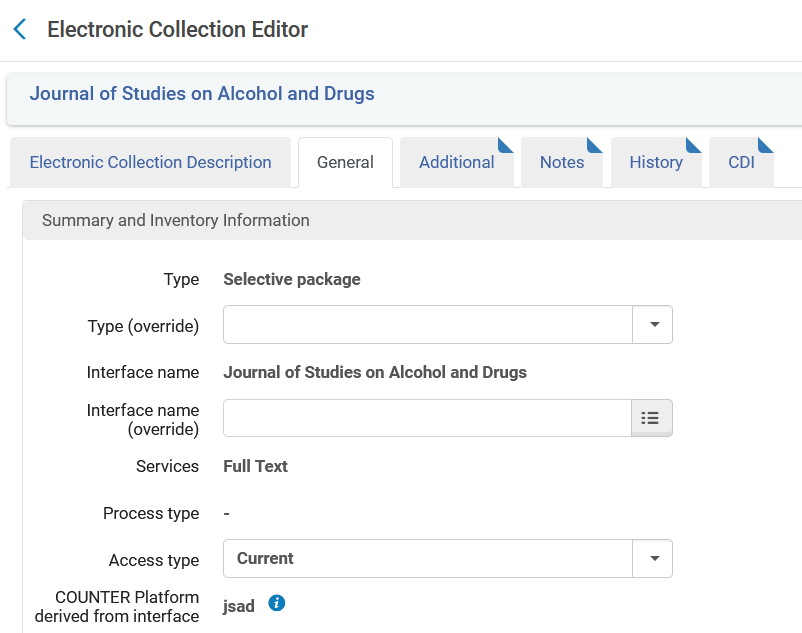 Electronic Collection Editor
Journal of Studies on Alcohol and Drugs
Electronic Collection Description General Additional Notes History CDI
Summary and Inventory Information
Type Selective package
Type (override)
Interface name Journal of Studies on Alcohol and Drugs
Interface name
(override)
Services Full Text
Process type -
Access type Current
COUNTER Platform
derived from interface jsad